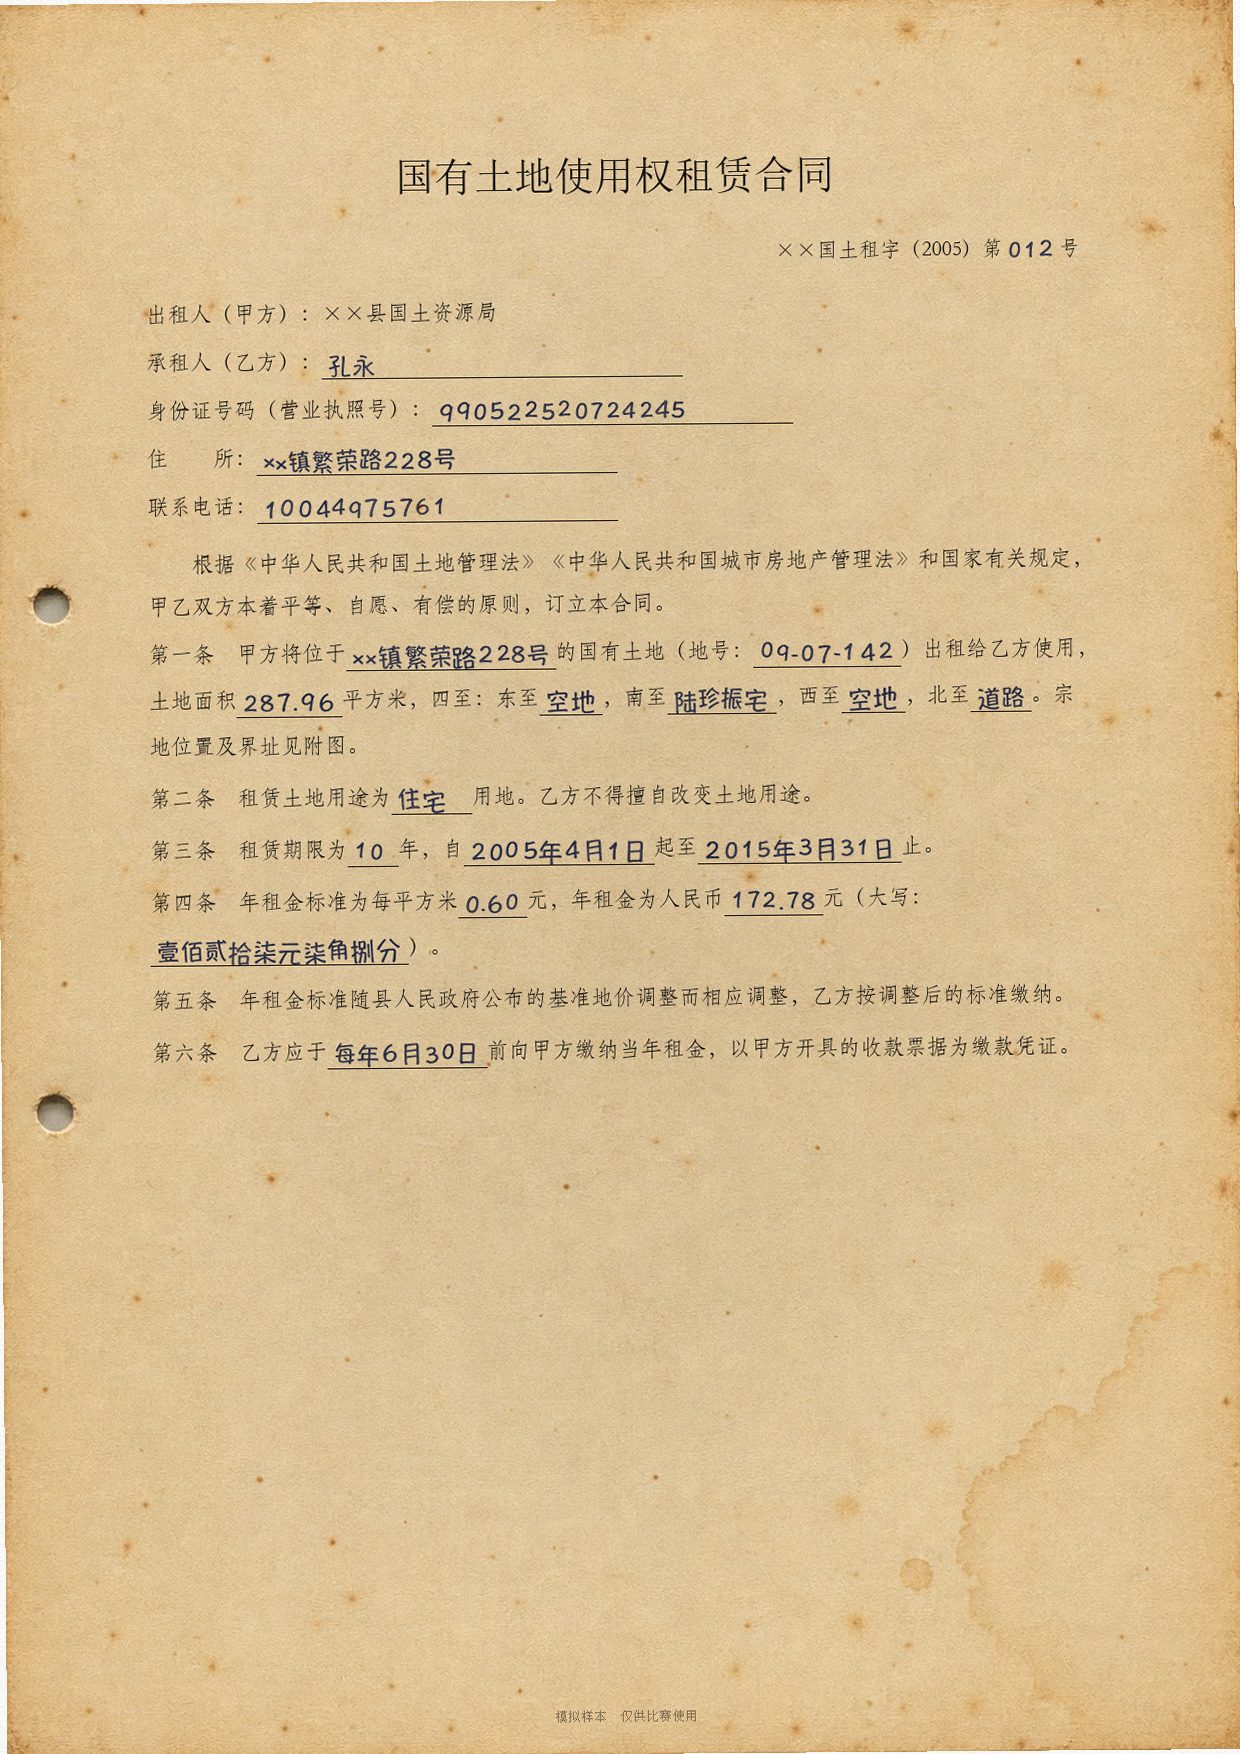 国有土地使用权租赁合同
××国土租字（2005）第012号
出租人（甲方）：××县国土资源局
承租人（乙方）：孔永
身份证号码（营业执照号）：990522520724245
住　　所：××镇繁荣路228号
联系电话：10044975761
根据《中华人民共和国土地管理法》《中华人民共和国城市房地产管理法》和国家有关规定，
甲乙双方本着平等、自愿、有偿的原则，订立本合同。
第一条　甲方将位于××镇繁荣路228号的国有土地（地号：09-07-142）出租给乙方使用，
土地面积287.96平方米，四至：东至空地，南至陆珍振宅，西至空地，北至道路。宗
地位置及界址见附图。
第二条　租赁土地用途为住宅用地。乙方不得擅自改变土地用途。
第三条　租赁期限为10年，自2005年4月1日起至2015年3月31日止。
第四条　年租金标准为每平方米0.60元，年租金为人民币172.78元（大写：
壹佰贰拾柒元柒角捌分）。
第五条　年租金标准随县人民政府公布的基准地价调整而相应调整，乙方按调整后的标准缴纳。
第六条　乙方应于每年6月30日前向甲方缴纳当年租金，以甲方开具的收款票据为缴款凭证。
模拟样本　仅供比赛使用